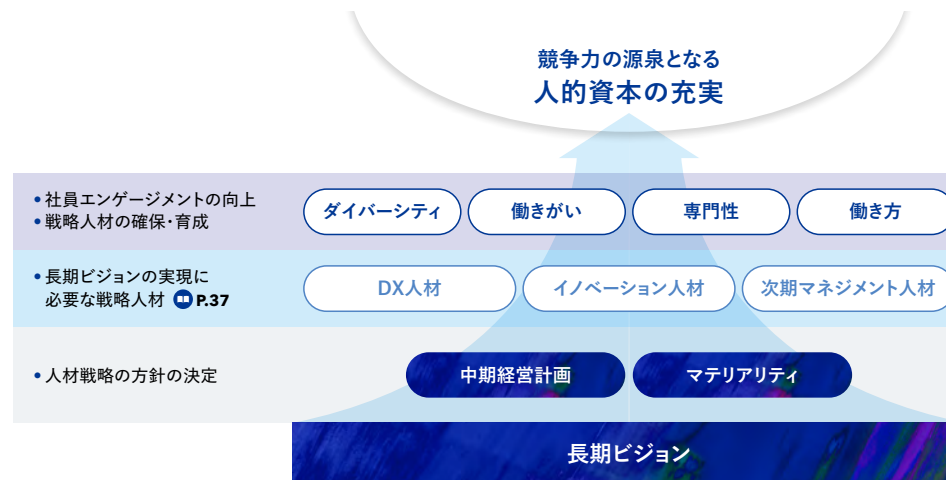 競争力の源泉となる
人的資本の充実
• 社員エンゲージメントの向上
• 戦略人材の確保・育成
ダイバーシティ
働きがい
専門性
働き方
• 長期ビジョンの実現に
必要な戦略人材 P.37
DX人材
イノベーション人材
次期マネジメント人材
• 人材戦略の方針の決定
中期経営計画
マテリアリティ
長期ビジョン